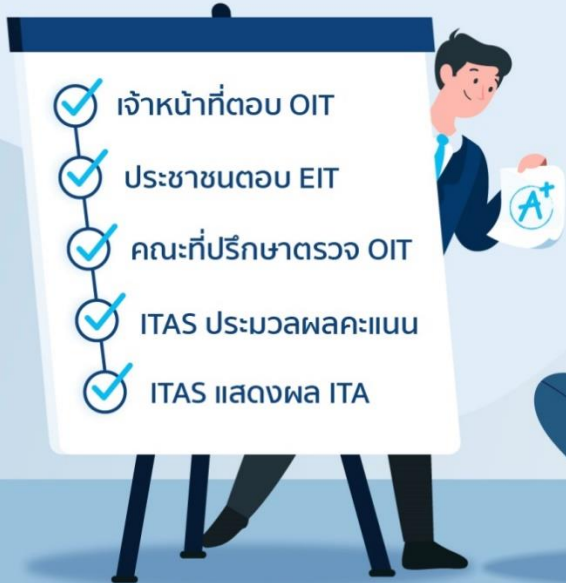 เจ้าหน้าที่ตอบ OIT
ประชาชนตอบ EIT
คณะที่ปรึกษาตรวจ OIT
ITAS ประมวลผลคะแนน
ITAS แสดงผล ITA
A+